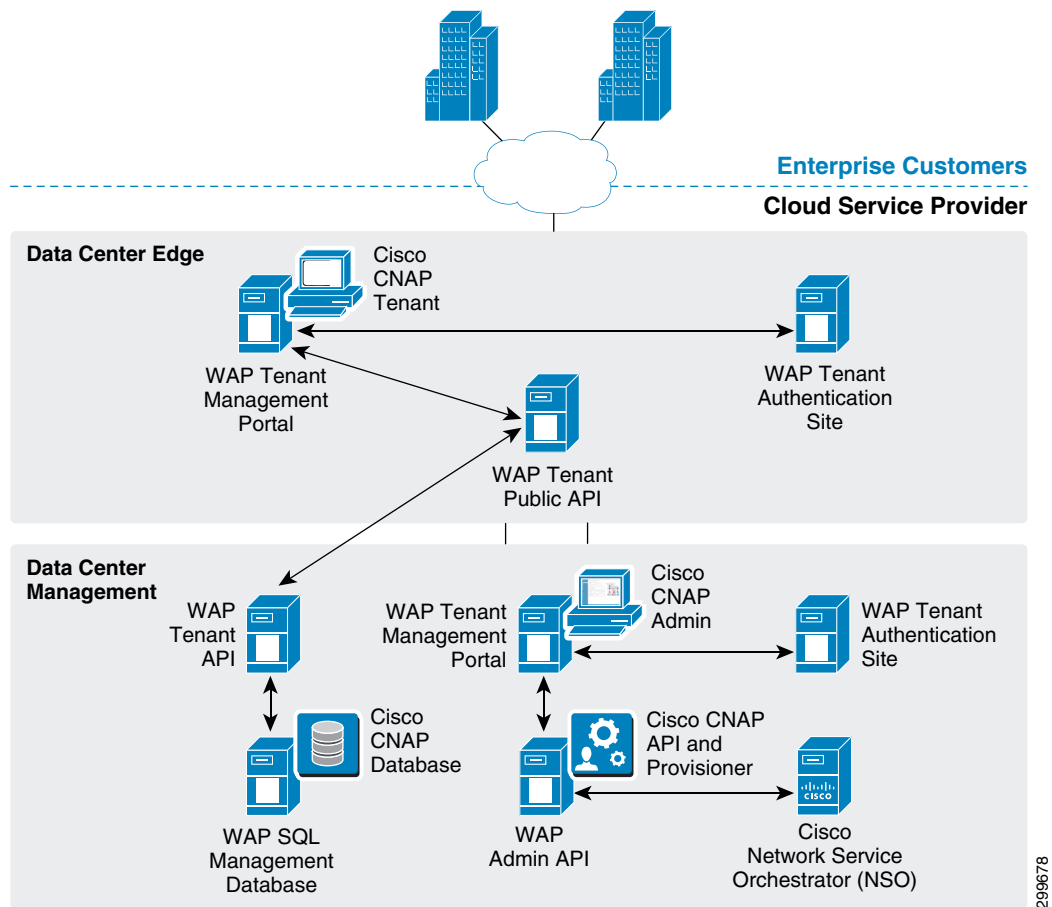 Enterprise Customers
Cloud Service Provider
Data Center Edge
Cisco
CNAP
Tenant
WAP Tenant
Management
Portal
WAP Tenant
Authentication
Site
WAP Tenant
Public API
Data Center
Management
WAP
Tenant
API
WAP Tenant
Management
Portal
Cisco
CNAP
Admin
WAP Tenant
Authentication
Site
Cisco
CNAP
Database
Cisco CNAP
API and
Provisioner
CISCO
WAP SQL
Management
Database
WAP
Admin API
Cisco
Network Service
Orchestrator (NSO)
299678